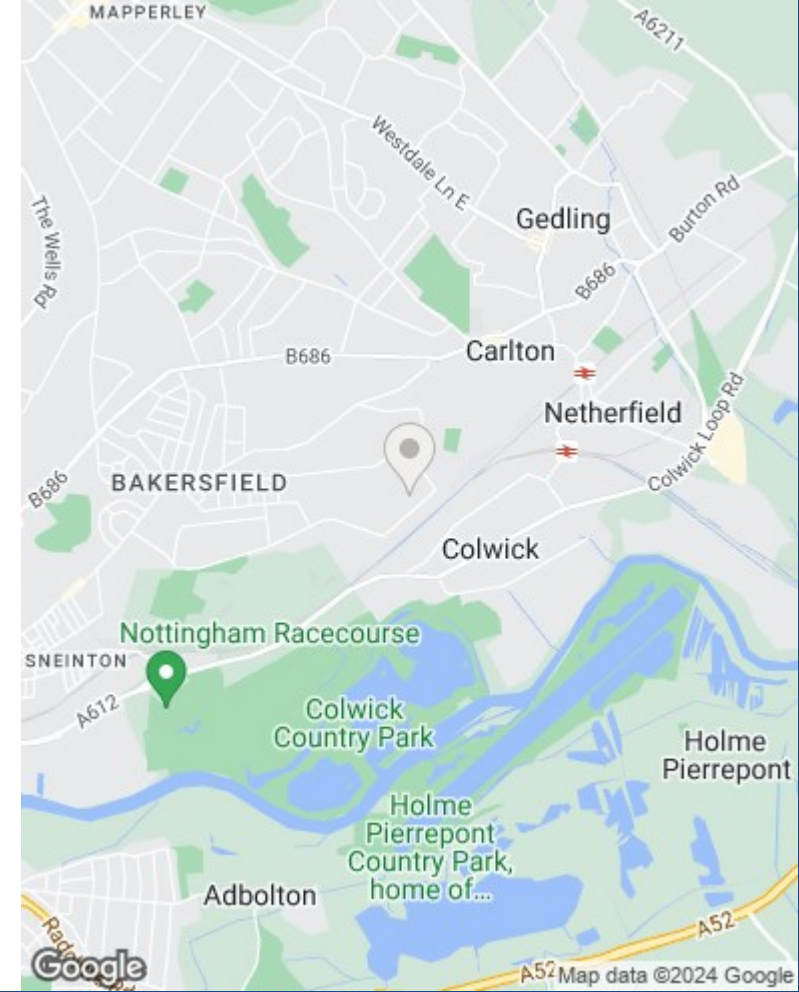 MAPPERLEY
A6211
Westdale Ln E
The Wells Rd
Gedling
Burton Rd
B686
B686
Carlton
Netherfield
Colwick Loop Rd
B686
BAKERSFIELD
Colwick
Nottingham Racecourse
SNEINTON
A612
Colwick
Country Park
Holme
Pierrepont
Holme
Pierrepont
Country Park,
home of...
Adbolton
A52
A52
Google
Map data ©2024 Google